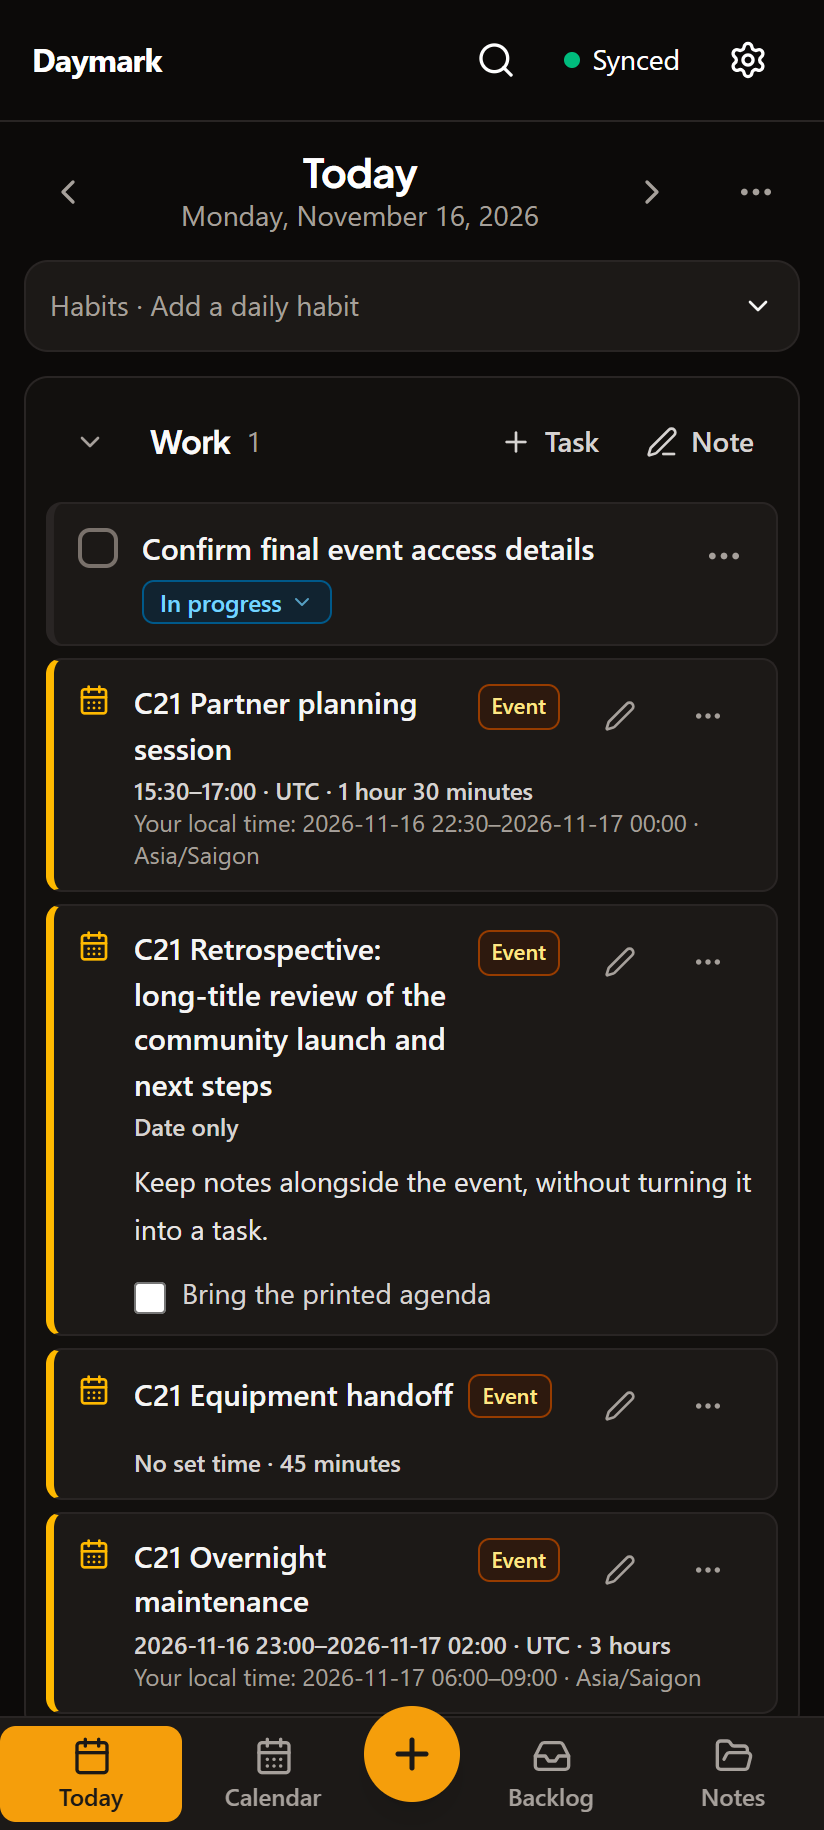 Daymark
Synced
Today
Monday, November 16, 2026
Habits · Add a daily habit
Work 1
Task
Note
Confirm final event access details
In progress
C21 Partner planning
session
Event
15:30–17:00 · UTC · 1 hour 30 minutes
Your local time: 2026-11-16 22:30–2026-11-17 00:00 ·
Asia/Saigon
C21 Retrospective:
long-title review of the
community launch and
next steps
Event
Date only
Keep notes alongside the event, without turning it
into a task.
Bring the printed agenda
C21 Equipment handoff
Event
No set time · 45 minutes
C21 Overnight
maintenance
Event
2026-11-16 23:00–2026-11-17 02:00 · UTC · 3 hours
Your local time: 2026-11-17 06:00–09:00 · Asia/Saigon
Today
Calendar
Backlog
Notes